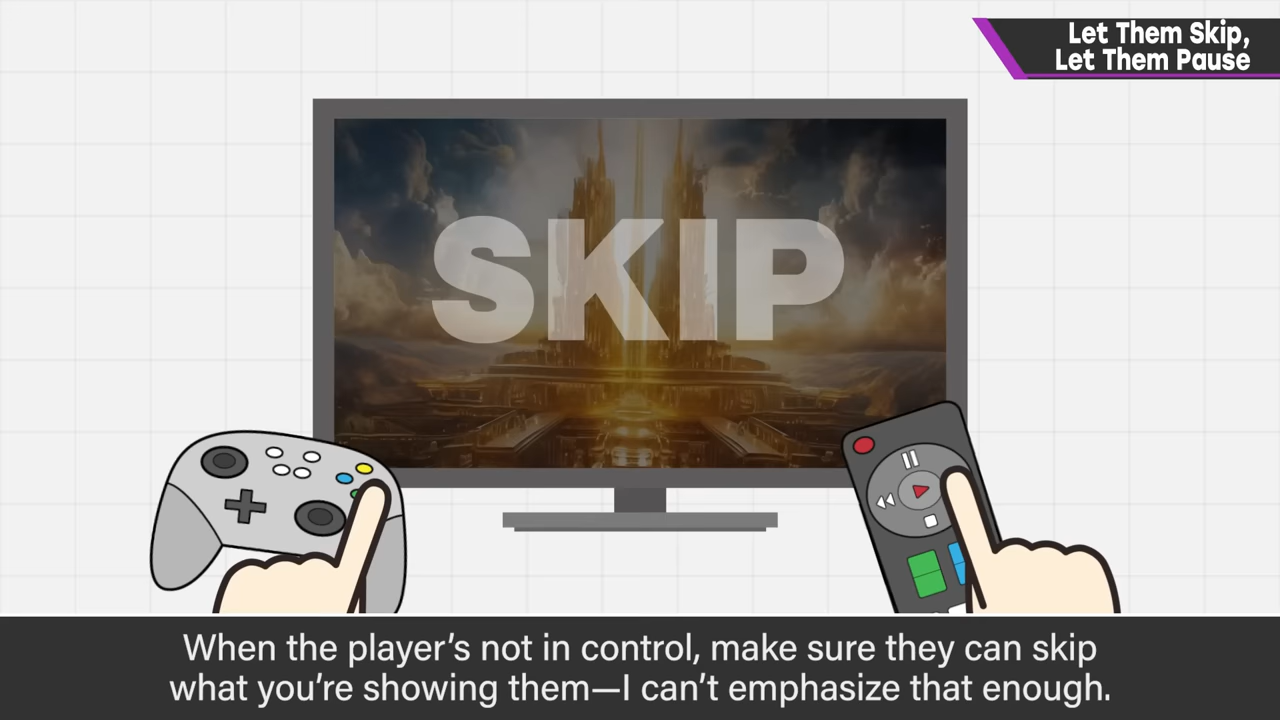 Let Them Skip,
Let Them Pause
SKIP
When the player’s not in control, make sure they can skip
what you’re showing them—I can’t emphasize that enough.